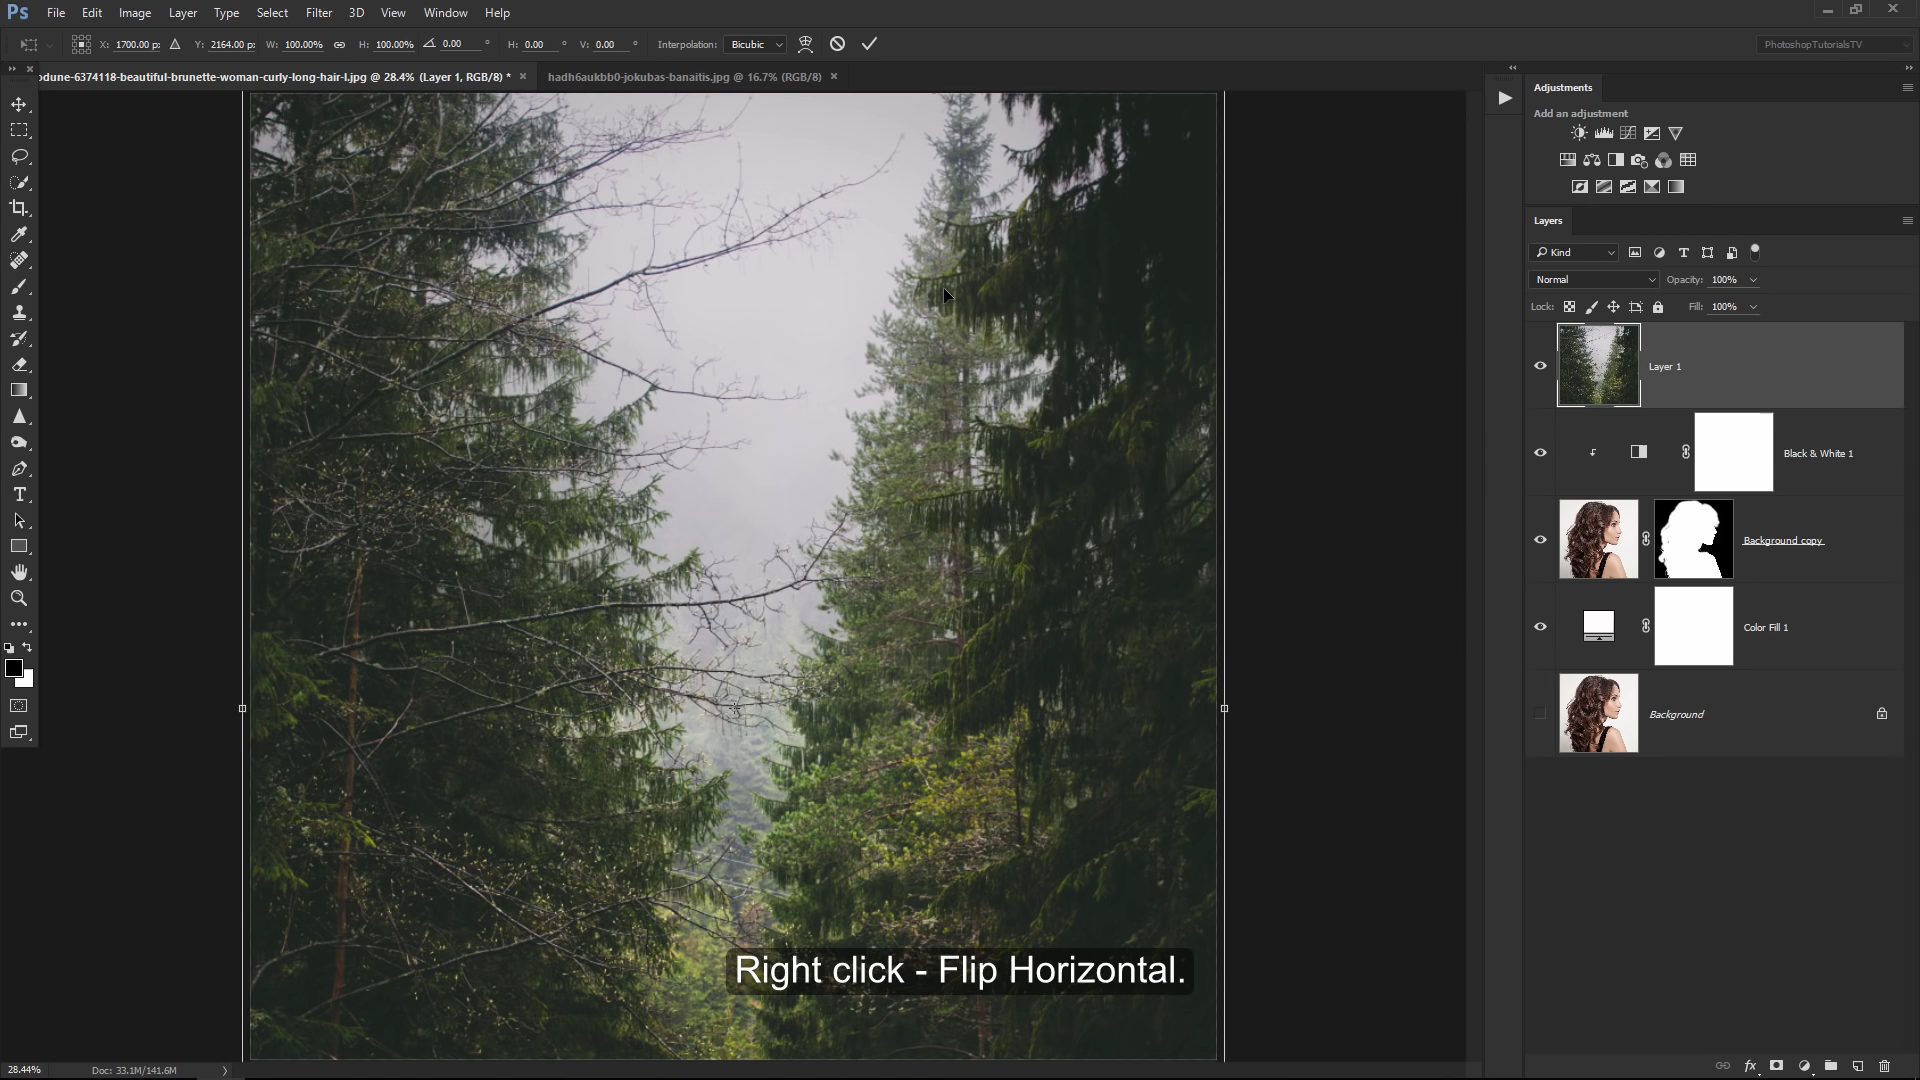 Ps File Edit Image Layer Type Select Filter 3D View Window Help
X: 1700.00 p: Y: 2164.00 p: W: 100.00% H: 100.00% 0.00 ° H: 0.00 ° V: 0.00 ° Interpolation: Bicubic PhotoshopTutorialsTV
odune-6374118-beautiful-brunette-woman-curly-long-hair-l.jpg @ 28.4% (Layer 1, RGB/8) * hadh6aukbb0-jokubas-banaitis.jpg @ 16.7% (RGB/8)
Adjustments
Add an adjustment
Layers
Kind
Normal Opacity: 100%
Lock: Fill: 100%
Layer 1
Black & White 1
Background copy
Color Fill 1
Background
Right click - Flip Horizontal.
28.44% Doc: 33.1M/141.6M